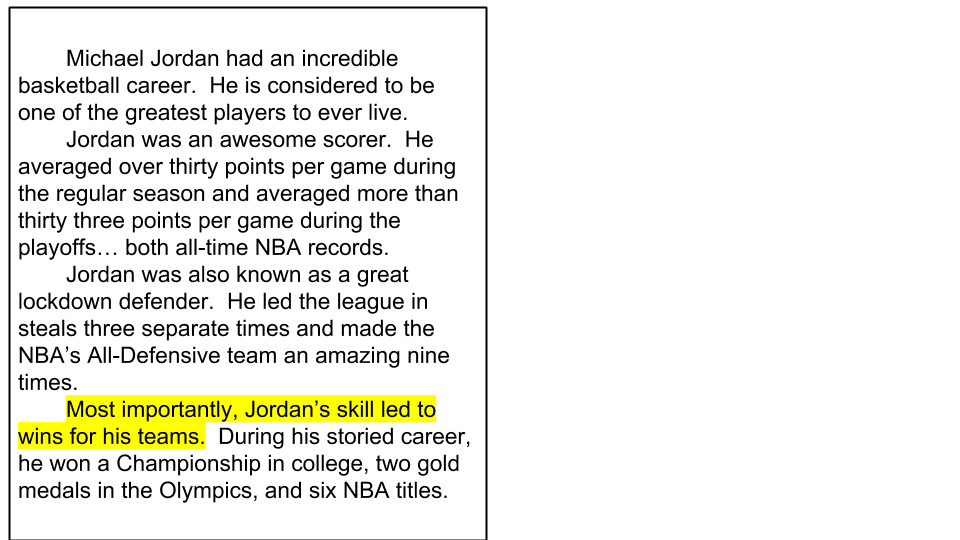 Michael Jordan had an incredible
basketball career.  He is considered to be
one of the greatest players to ever live.
Jordan was an awesome scorer.  He
averaged over thirty points per game during
the regular season and averaged more than
thirty three points per game during the
playoffs… both all-time NBA records.
Jordan was also known as a great
lockdown defender.  He led the league in
steals three separate times and made the
NBA’s All-Defensive team an amazing nine
times.
Most importantly, Jordan’s skill led to
wins for his teams.  During his storied career,
he won a Championship in college, two gold
medals in the Olympics, and six NBA titles.